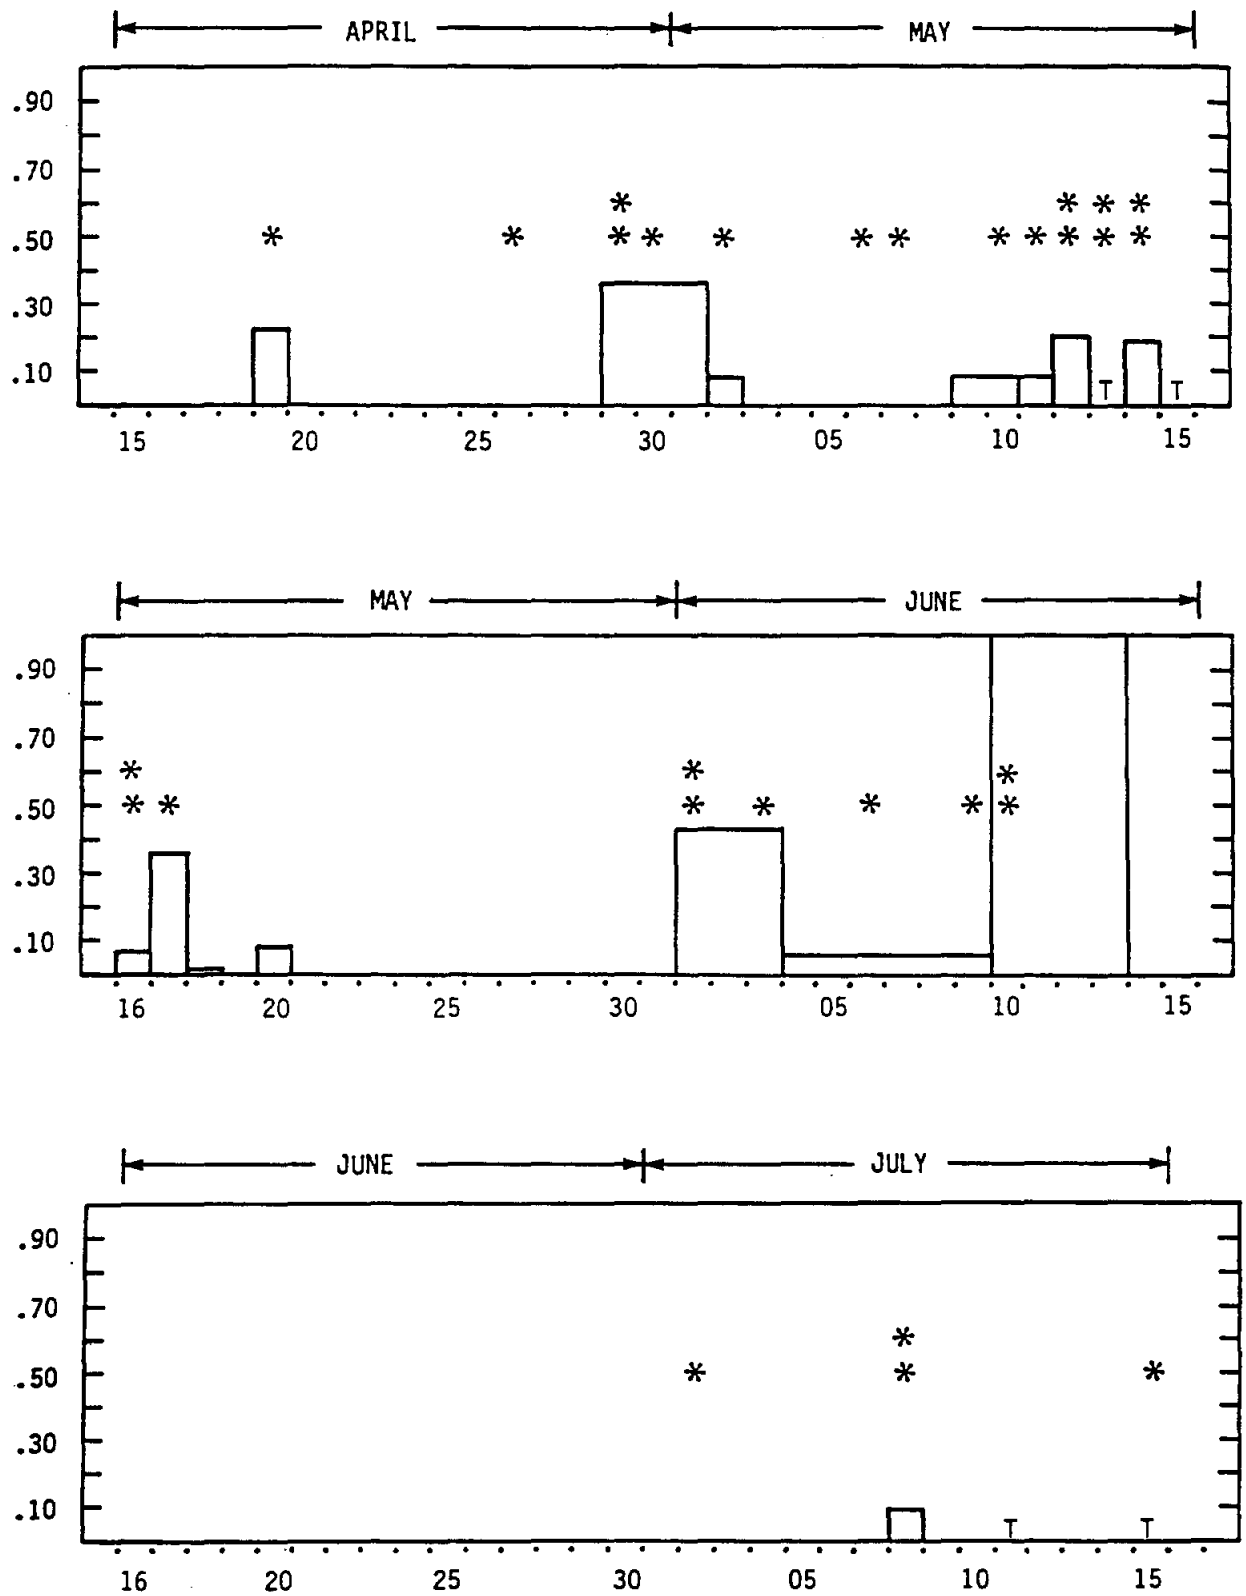 APRIL MAY
.90
.70
* * * *
.50 * * * * * * * * * * * *
.30
.10 T T
15 20 25 30 05 10 15
MAY JUNE
.90
.70
* * *
.50 * * * * * * *
.30
.10
16 20 25 30 05 10 15
JUNE JULY
.90
.70
*
.50 * * *
.30
.10 T T
16 20 25 30 05 10 15